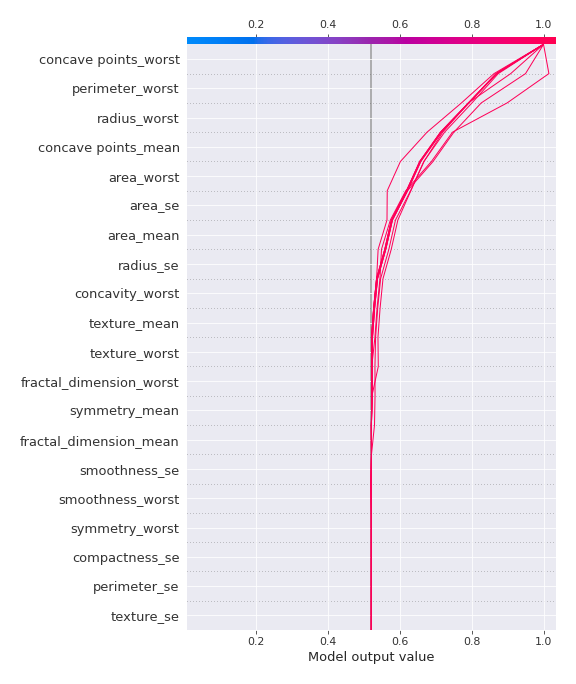 0.2 0.4 0.6 0.8 1.0
concave points_worst
perimeter_worst
radius_worst
concave points_mean
area_worst
area_se
area_mean
radius_se
concavity_worst
texture_mean
texture_worst
fractal_dimension_worst
symmetry_mean
fractal_dimension_mean
smoothness_se
smoothness_worst
symmetry_worst
compactness_se
perimeter_se
texture_se
0.2 0.4 0.6 0.8 1.0
Model output value